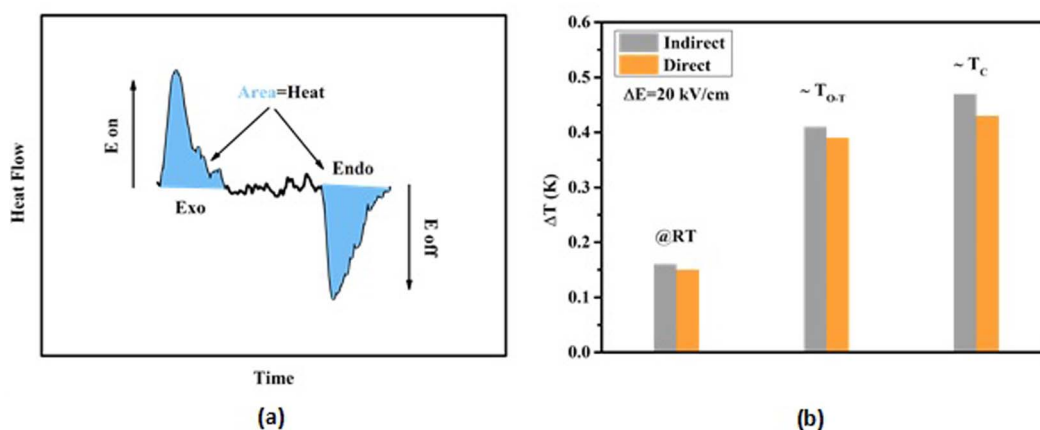 E on
Area=Heat
Exo
Endo
E off
Heat Flow
Time
(a)
0.6
0.5
0.4
0.3
0.2
0.1
0.0
ΔT (K)
Indirect
Direct
ΔE=20 kV/cm
@RT
~ T_O-T
~ T_C
(b)